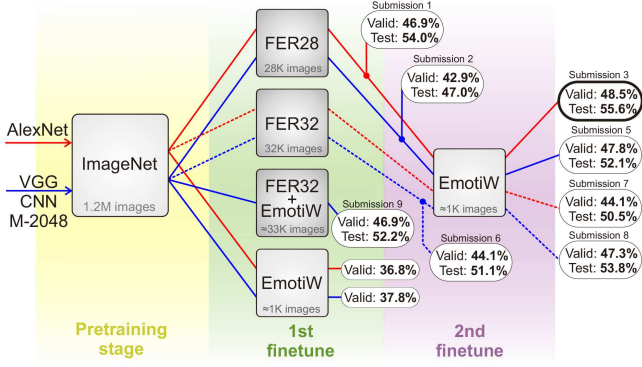 AlexNet
VGG
CNN
M-2048
ImageNet
1.2M images
FER28
28K images
FER32
32K images
FER32
+
EmotiW
≈33K images
EmotiW
≈1K images
Submission 1
Valid: 46.9%
Test: 54.0%
Submission 2
Valid: 42.9%
Test: 47.0%
Submission 9
Valid: 46.9%
Test: 52.2%
Valid: 36.8%
Valid: 37.8%
Submission 6
Valid: 44.1%
Test: 51.1%
EmotiW
≈1K images
Submission 3
Valid: 48.5%
Test: 55.6%
Submission 5
Valid: 47.8%
Test: 52.1%
Submission 7
Valid: 44.1%
Test: 50.5%
Submission 8
Valid: 47.3%
Test: 53.8%
Pretraining
stage
1st
finetune
2nd
finetune